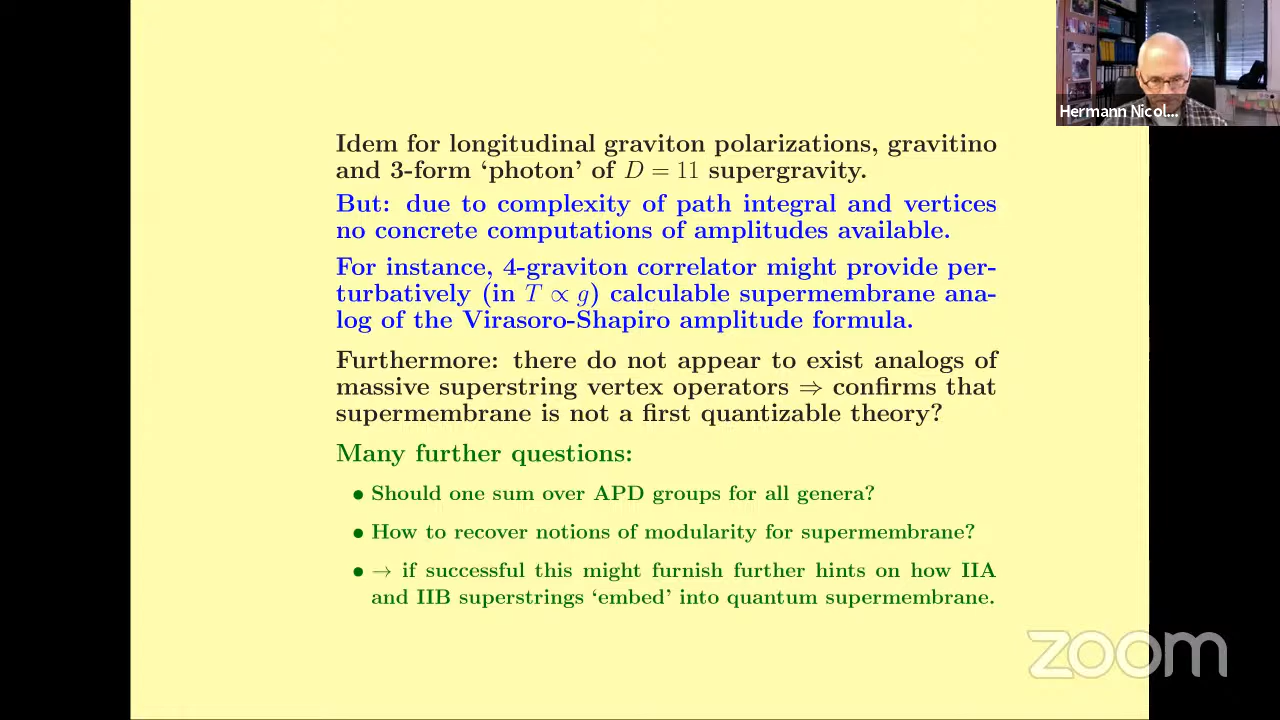 Hermann Nicol...
Idem for longitudinal graviton polarizations, gravitino
and 3-form ‘photon’ of D = 11 supergravity.
But: due to complexity of path integral and vertices
no concrete computations of amplitudes available.
For instance, 4-graviton correlator might provide per-
turbatively (in T ∝ g) calculable supermembrane ana-
log of the Virasoro-Shapiro amplitude formula.
Furthermore: there do not appear to exist analogs of
massive superstring vertex operators ⇒ confirms that
supermembrane is not a first quantizable theory?
Many further questions:
• Should one sum over APD groups for all genera?
• How to recover notions of modularity for supermembrane?
• → if successful this might furnish further hints on how IIA
and IIB superstrings ‘embed’ into quantum supermembrane.
zoom